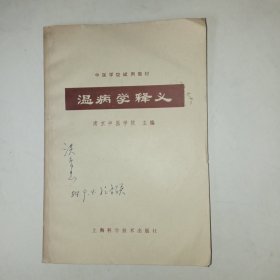 中医学院试用教材
温病学释义
南京中医学院 主编
上海科学技术出版社